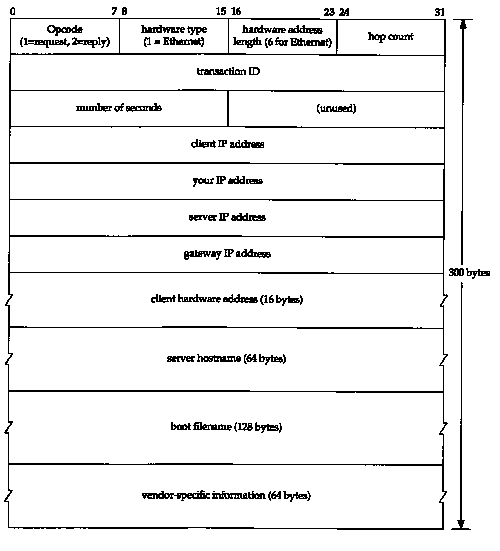 0 7 8 15 16 23 24 31
Opcode
(1=request, 2=reply)
hardware type
(1 = Ethernet)
hardware address
length (6 for Ethernet)
hop count
transaction ID
number of seconds
(unused)
client IP address
your IP address
server IP address
gateway IP address
300 bytes
client hardware address (16 bytes)
server hostname (64 bytes)
boot filename (128 bytes)
vendor-specific information (64 bytes)